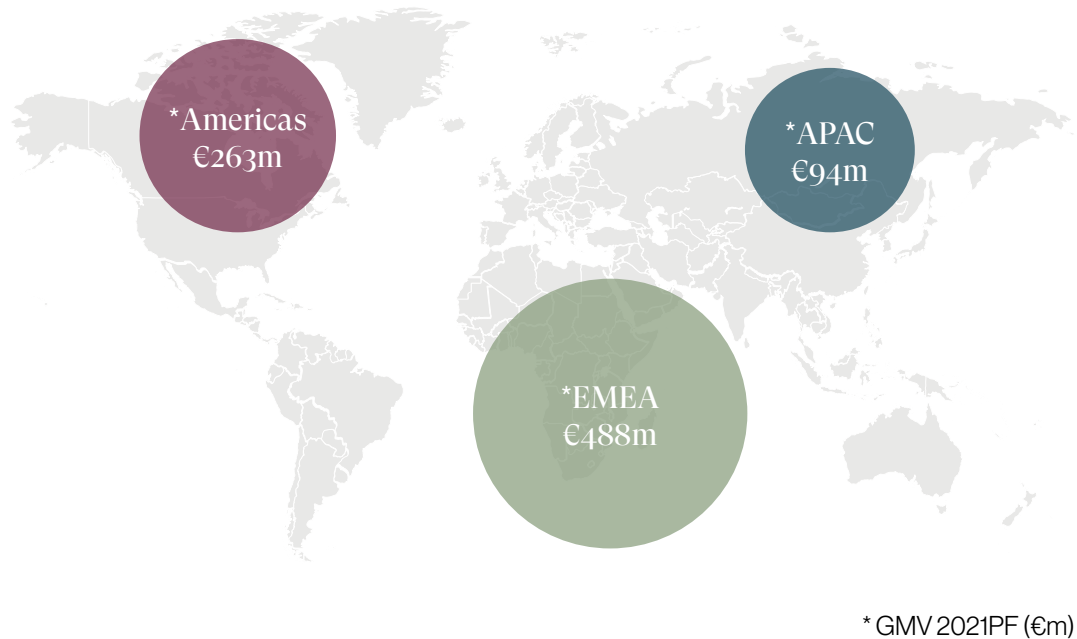 *Americas
€263m
*APAC
€94m
*EMEA
€488m
* GMV 2021PF (€m)